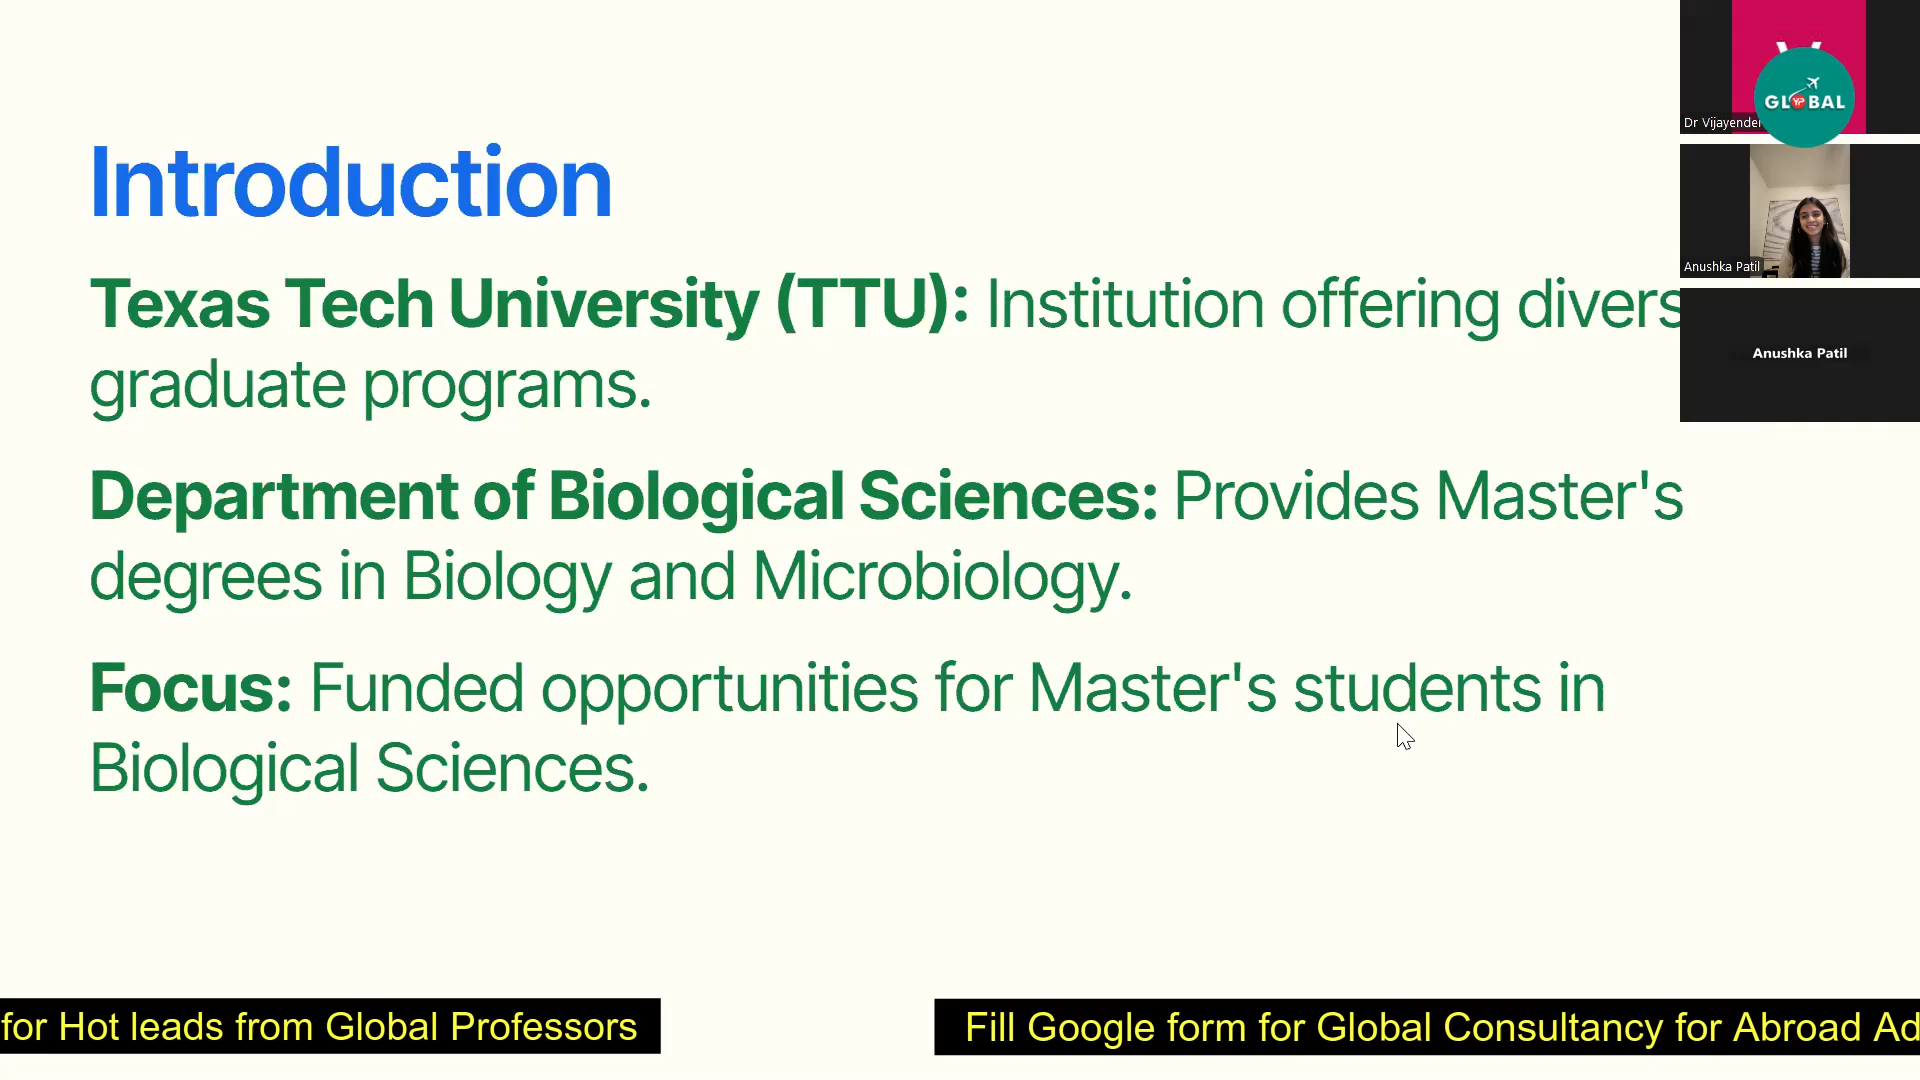 Introduction
Texas Tech University (TTU): Institution offering divers
graduate programs.
Department of Biological Sciences: Provides Master's
degrees in Biology and Microbiology.
Focus: Funded opportunities for Master's students in
Biological Sciences.
GLOBAL
YP
Dr Vijayender
Anushka Patil
Anushka Patil
for Hot leads from Global Professors
Fill Google form for Global Consultancy for Abroad Ad